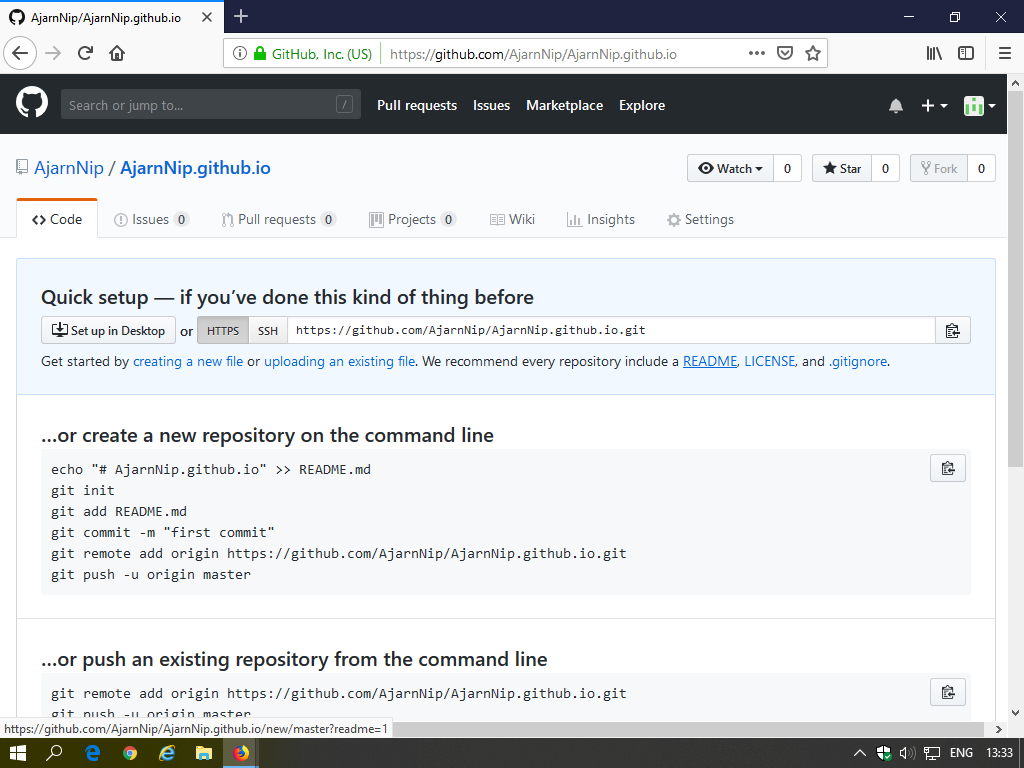 AjarnNip/AjarnNip.github.io
GitHub, Inc. (US) https://github.com/AjarnNip/AjarnNip.github.io
Search or jump to... / Pull requests Issues Marketplace Explore
AjarnNip / AjarnNip.github.io Watch 0 Star 0 Fork 0
Code Issues 0 Pull requests 0 Projects 0 Wiki Insights Settings
Quick setup — if you’ve done this kind of thing before
Set up in Desktop or HTTPS SSH https://github.com/AjarnNip/AjarnNip.github.io.git
Get started by creating a new file or uploading an existing file. We recommend every repository include a README, LICENSE, and .gitignore.
…or create a new repository on the command line
echo "# AjarnNip.github.io" >> README.md
git init
git add README.md
git commit -m "first commit"
git remote add origin https://github.com/AjarnNip/AjarnNip.github.io.git
git push -u origin master
…or push an existing repository from the command line
git remote add origin https://github.com/AjarnNip/AjarnNip.github.io.git
git push -u origin master
https://github.com/AjarnNip/AjarnNip.github.io/new/master?readme=1
ENG 13:33